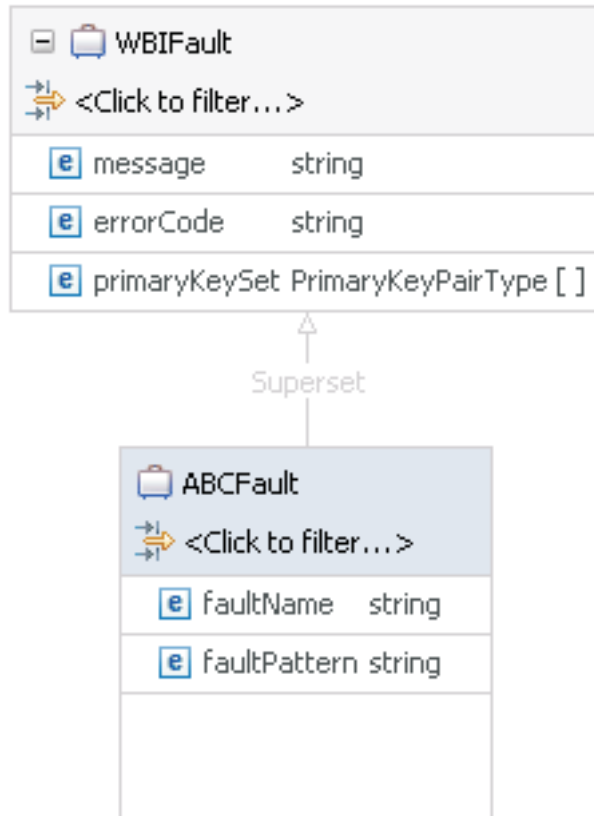 WBIFault
<Click to filter...>
message string
errorCode string
primaryKeySet PrimaryKeyPairType [ ]
Superset
ABCFault
<Click to filter...>
faultName string
faultPattern string